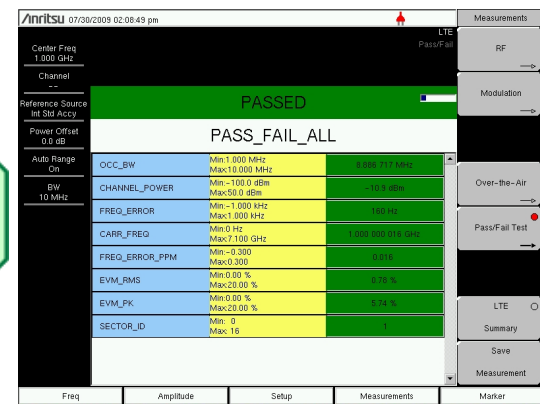 Anritsu 07/30/2009 02:08:49 pm
Measurements
LTE
Pass/Fail
Center Freq
1.000 GHz
Channel
--
Reference Source
Int Std Accy
Power Offset
0.0 dB
Auto Range
On
BW
10 MHz
PASSED
PASS_FAIL_ALL
OCC_BW Min:1.000 MHz Max:10.000 MHz 8.866 717 MHz
CHANNEL_POWER Min:-100.0 dBm Max:50.0 dBm -10.9 dBm
FREQ_ERROR Min:-1.000 kHz Max:1.000 kHz 160 Hz
CARR_FREQ Min:0 Hz Max:7.100 GHz 1.000 000 016 GHz
FREQ_ERROR_PPM Min:-0.300 Max:0.300 0.016
EVM_RMS Min:0.00 % Max:20.00 % 0.76 %
EVM_PK Min:0.00 % Max:20.00 % 5.74 %
SECTOR_ID Min: 0 Max: 16 1
RF
Modulation
Over-the-Air
Pass/Fail Test
LTE
Summary
Save
Measurement
Freq Amplitude Setup Measurements Marker